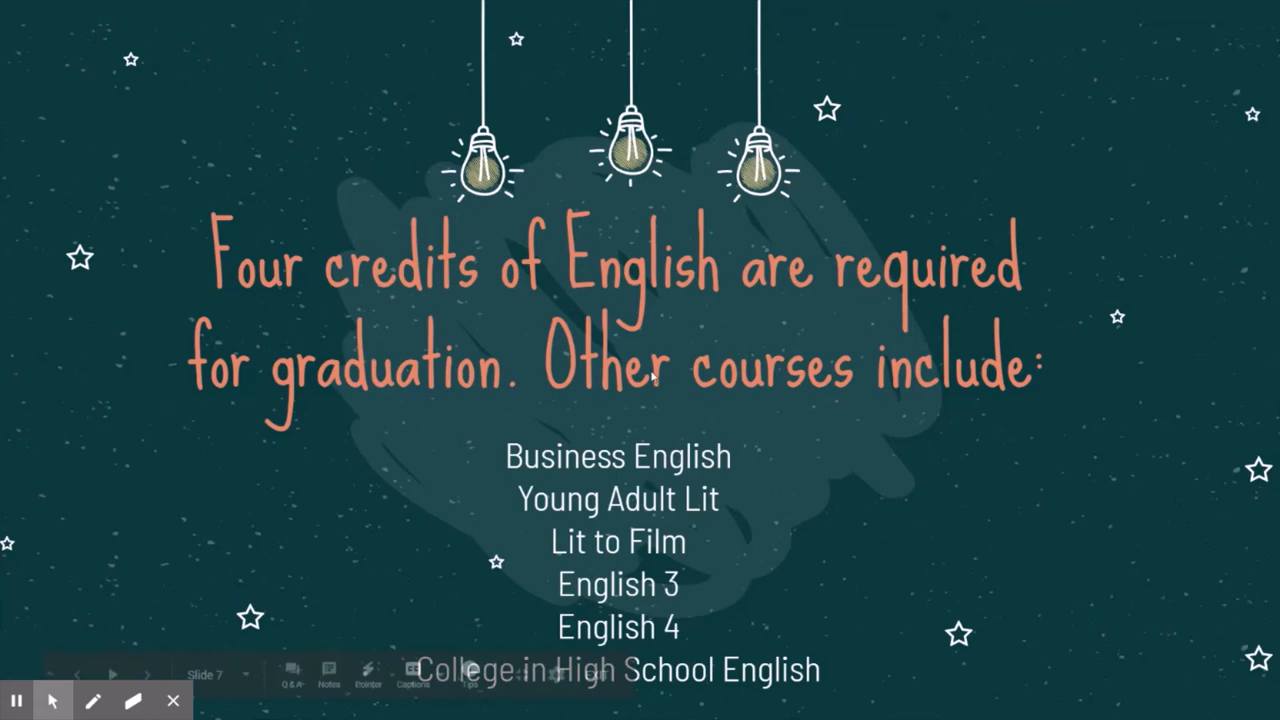 Four credits of English are required
for graduation. Other courses include:
Business English
Young Adult Lit
Lit to Film
English 3
English 4
College in High School English
Slide 7
Q & A
Notes
Pointer
Captions
Tips